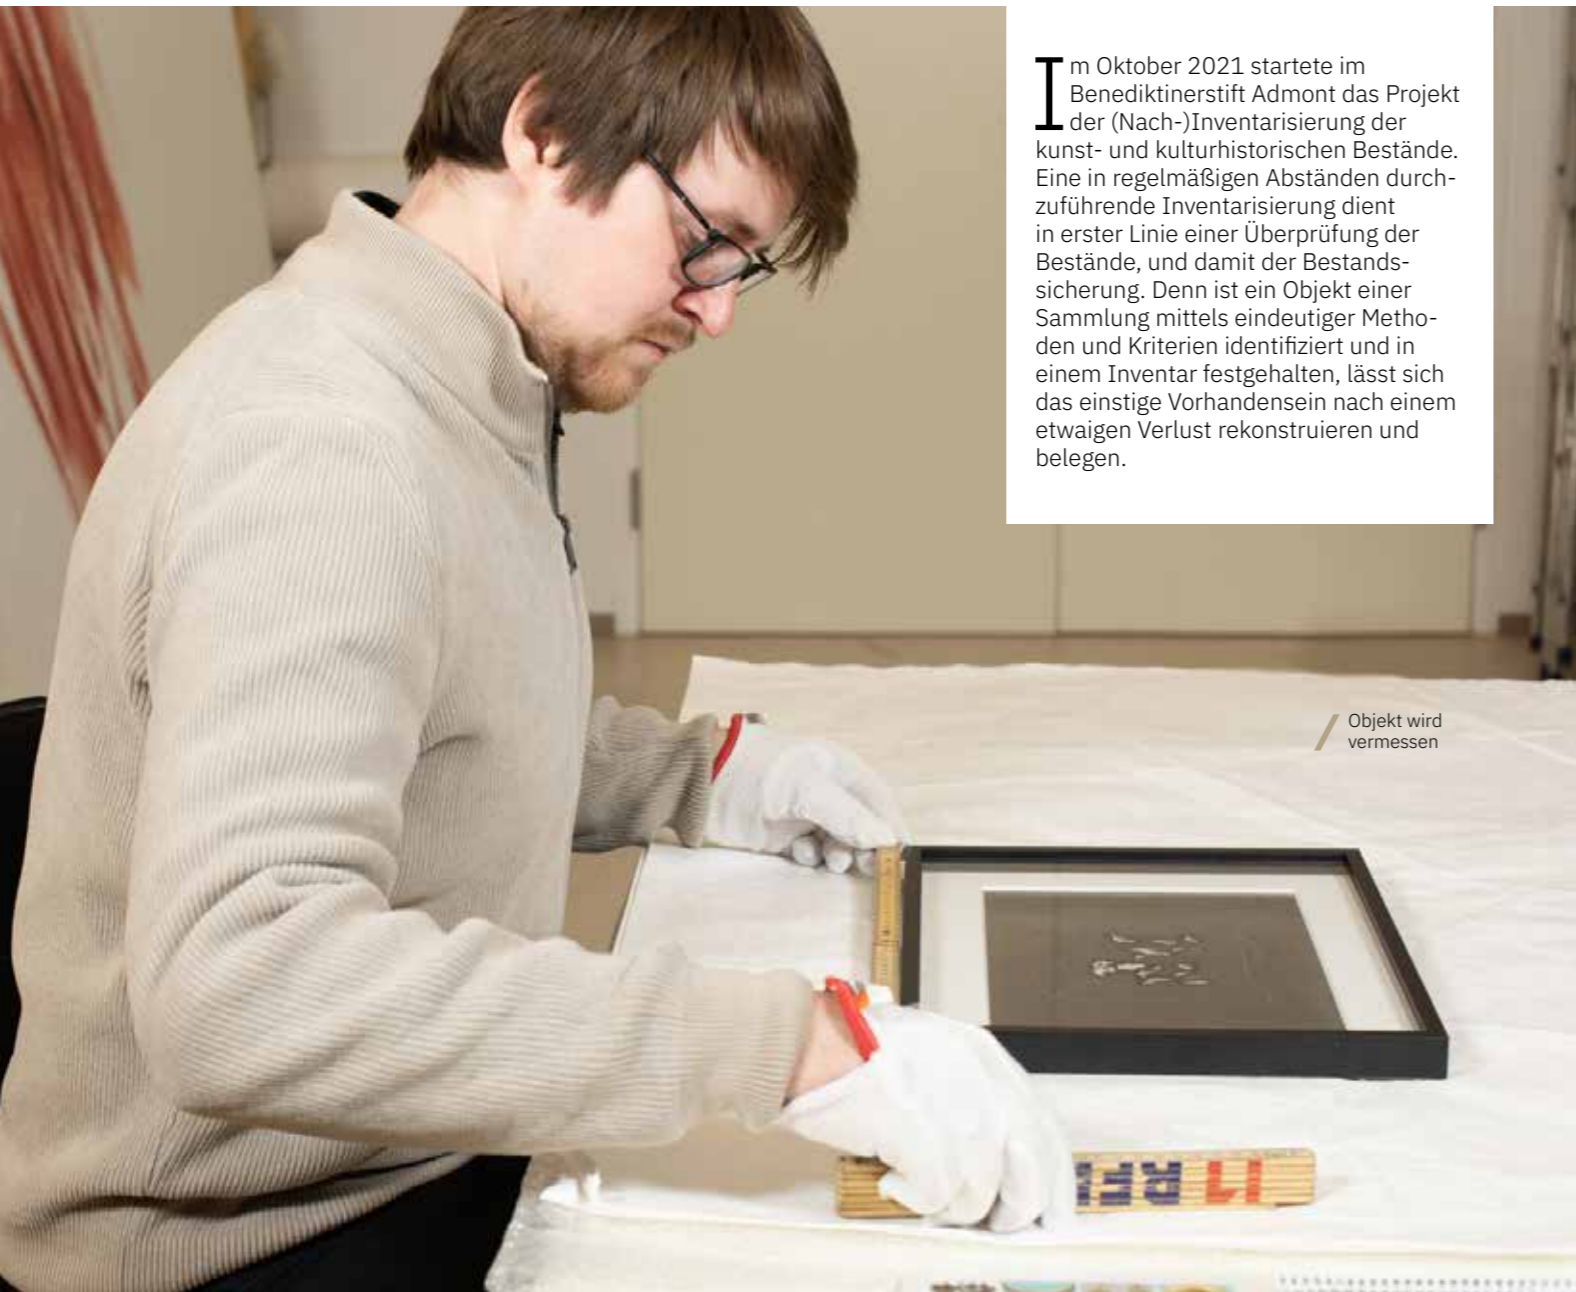 Im Oktober 2021 startete im
Benediktinerstift Admont das Projekt
der (Nach-)Inventarisierung der
kunst- und kulturhistorischen Bestände.
Eine in regelmäßigen Abständen durch-
zuführende Inventarisierung dient
in erster Linie einer Überprüfung der
Bestände, und damit der Bestands-
sicherung. Denn ist ein Objekt einer
Sammlung mittels eindeutiger Metho-
den und Kriterien identifiziert und in
einem Inventar festgehalten, lässt sich
das einstige Vorhandensein nach einem
etwaigen Verlust rekonstruieren und
belegen.
Objekt wird
vermessen